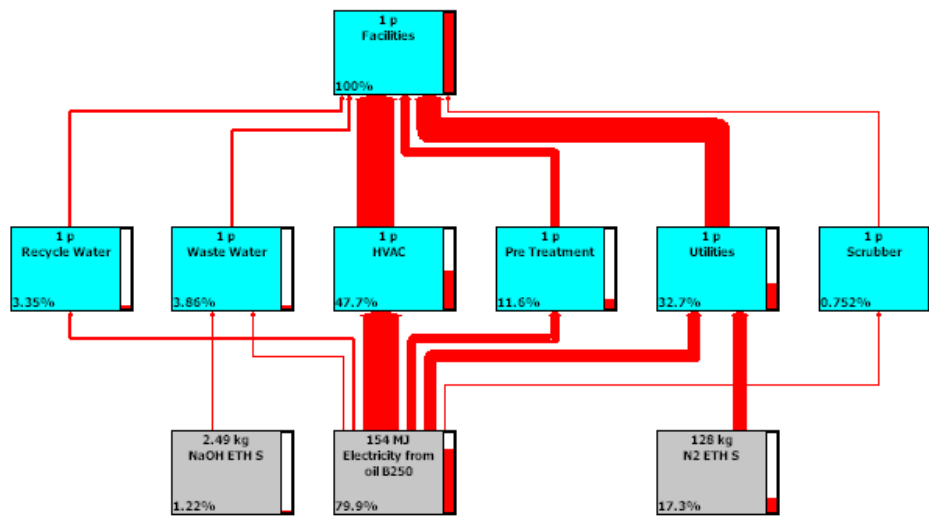 1 p
Facilities
100%
1 p
Recycle Water
3.35%
1 p
Waste Water
3.86%
1 p
HVAC
47.7%
1 p
Pre Treatment
11.6%
1 p
Utilities
32.7%
1 p
Scrubber
0.752%
2.49 kg
NaOH ETH S
1.22%
154 MJ
Electricity from
oil B250
79.9%
128 kg
N2 ETH S
17.3%